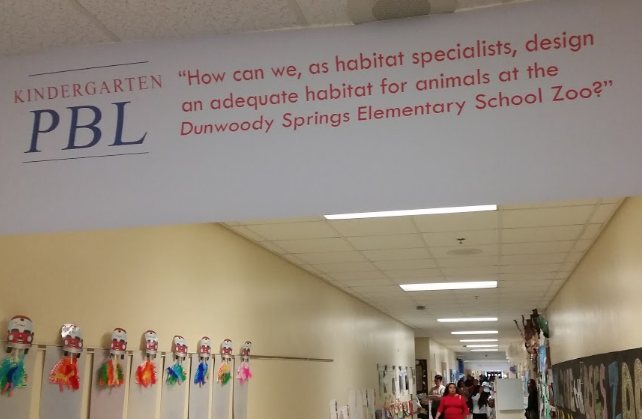 KINDERGARTEN
PBL
"How can we, as habitat specialists, design
an adequate habitat for animals at the
Dunwoody Springs Elementary School Zoo?"